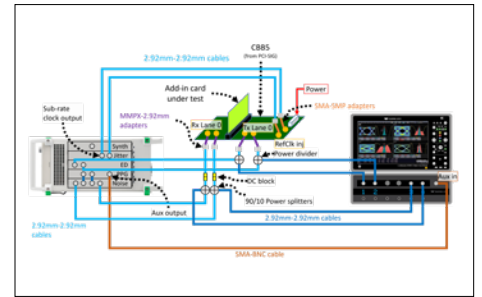 CBB5
(from PCI-SIG)
2.92mm-2.92mm cables
Power
Add-in card
under test
Sub-rate
clock output
SMA-SMP adapters
MMPX-2.92mm
adapters
Rx Lane 0
Tx Lane 0
RefClk inj
Power divider
Synth
Jitter
ED
PPG
Noise
Aux in
DC block
90/10 Power splitters
Aux output
2.92mm-2.92mm
cables
2.92mm-2.92mm cables
SMA-BNC cable